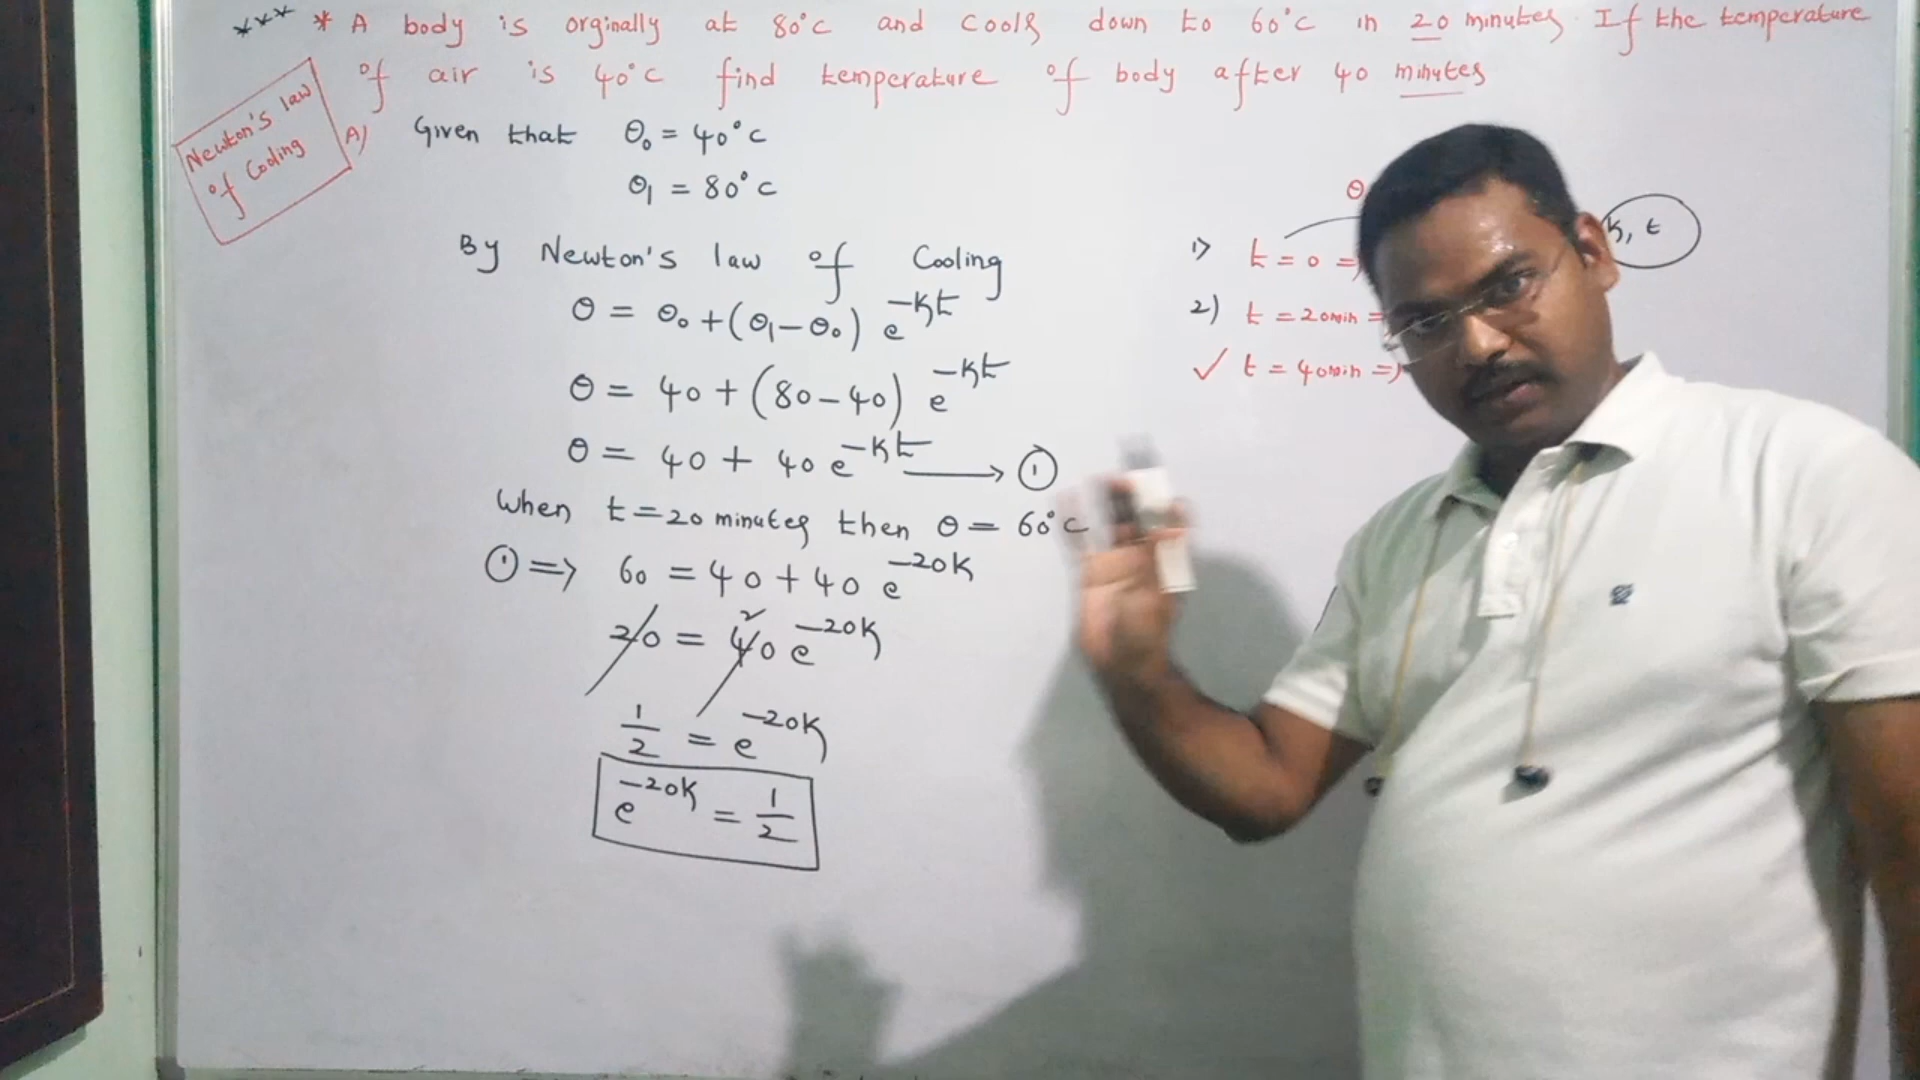 *** * A body is orginally at 80°c and cools down to 60°c in 20 minutes. If the temperature
of air is 40°c find temperature of body after 40 minutes
Newton's law
of Cooling
A) Given that θ₀ = 40°c
θ₁ = 80°c
By Newton's law of Cooling
θ = θ₀ + (θ₁ - θ₀) e^-kt
θ = 40 + (80 - 40) e^-kt
θ = 40 + 40 e^-kt → ①
When t = 20 minutes then θ = 60°c
① => 60 = 40 + 40 e^-20k
20 = 40 e^-20k
2
1/2 = e^-20k
e^-20k = 1/2
θ
k, t
1) t = 0 =>
2) t = 20min =
✓ t = 40min =>